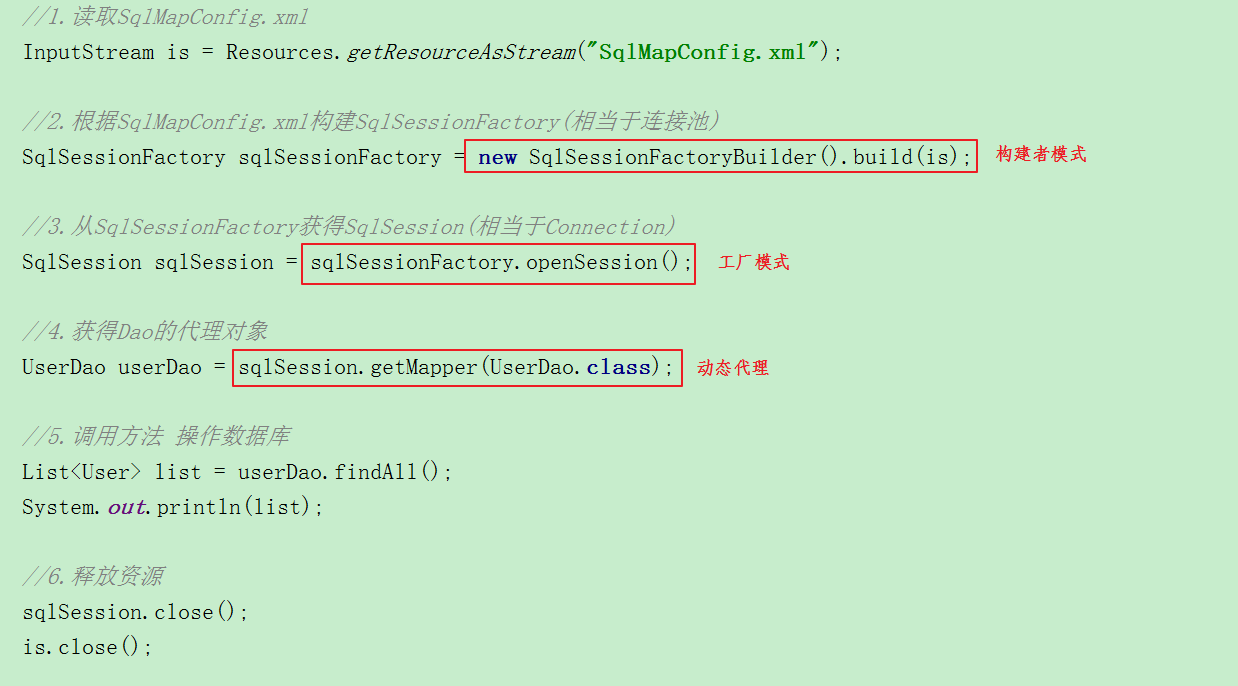 //1.读取SqlMapConfig.xml
InputStream is = Resources.getResourceAsStream("SqlMapConfig.xml");
//2.根据SqlMapConfig.xml构建SqlSessionFactory(相当于连接池)
SqlSessionFactory sqlSessionFactory = new SqlSessionFactoryBuilder().build(is); 构建者模式
//3.从SqlSessionFactory获得SqlSession(相当于Connection)
SqlSession sqlSession = sqlSessionFactory.openSession(); 工厂模式
//4.获得Dao的代理对象
UserDao userDao = sqlSession.getMapper(UserDao.class); 动态代理
//5.调用方法 操作数据库
List<User> list = userDao.findAll();
System.out.println(list);
//6.释放资源
sqlSession.close();
is.close();